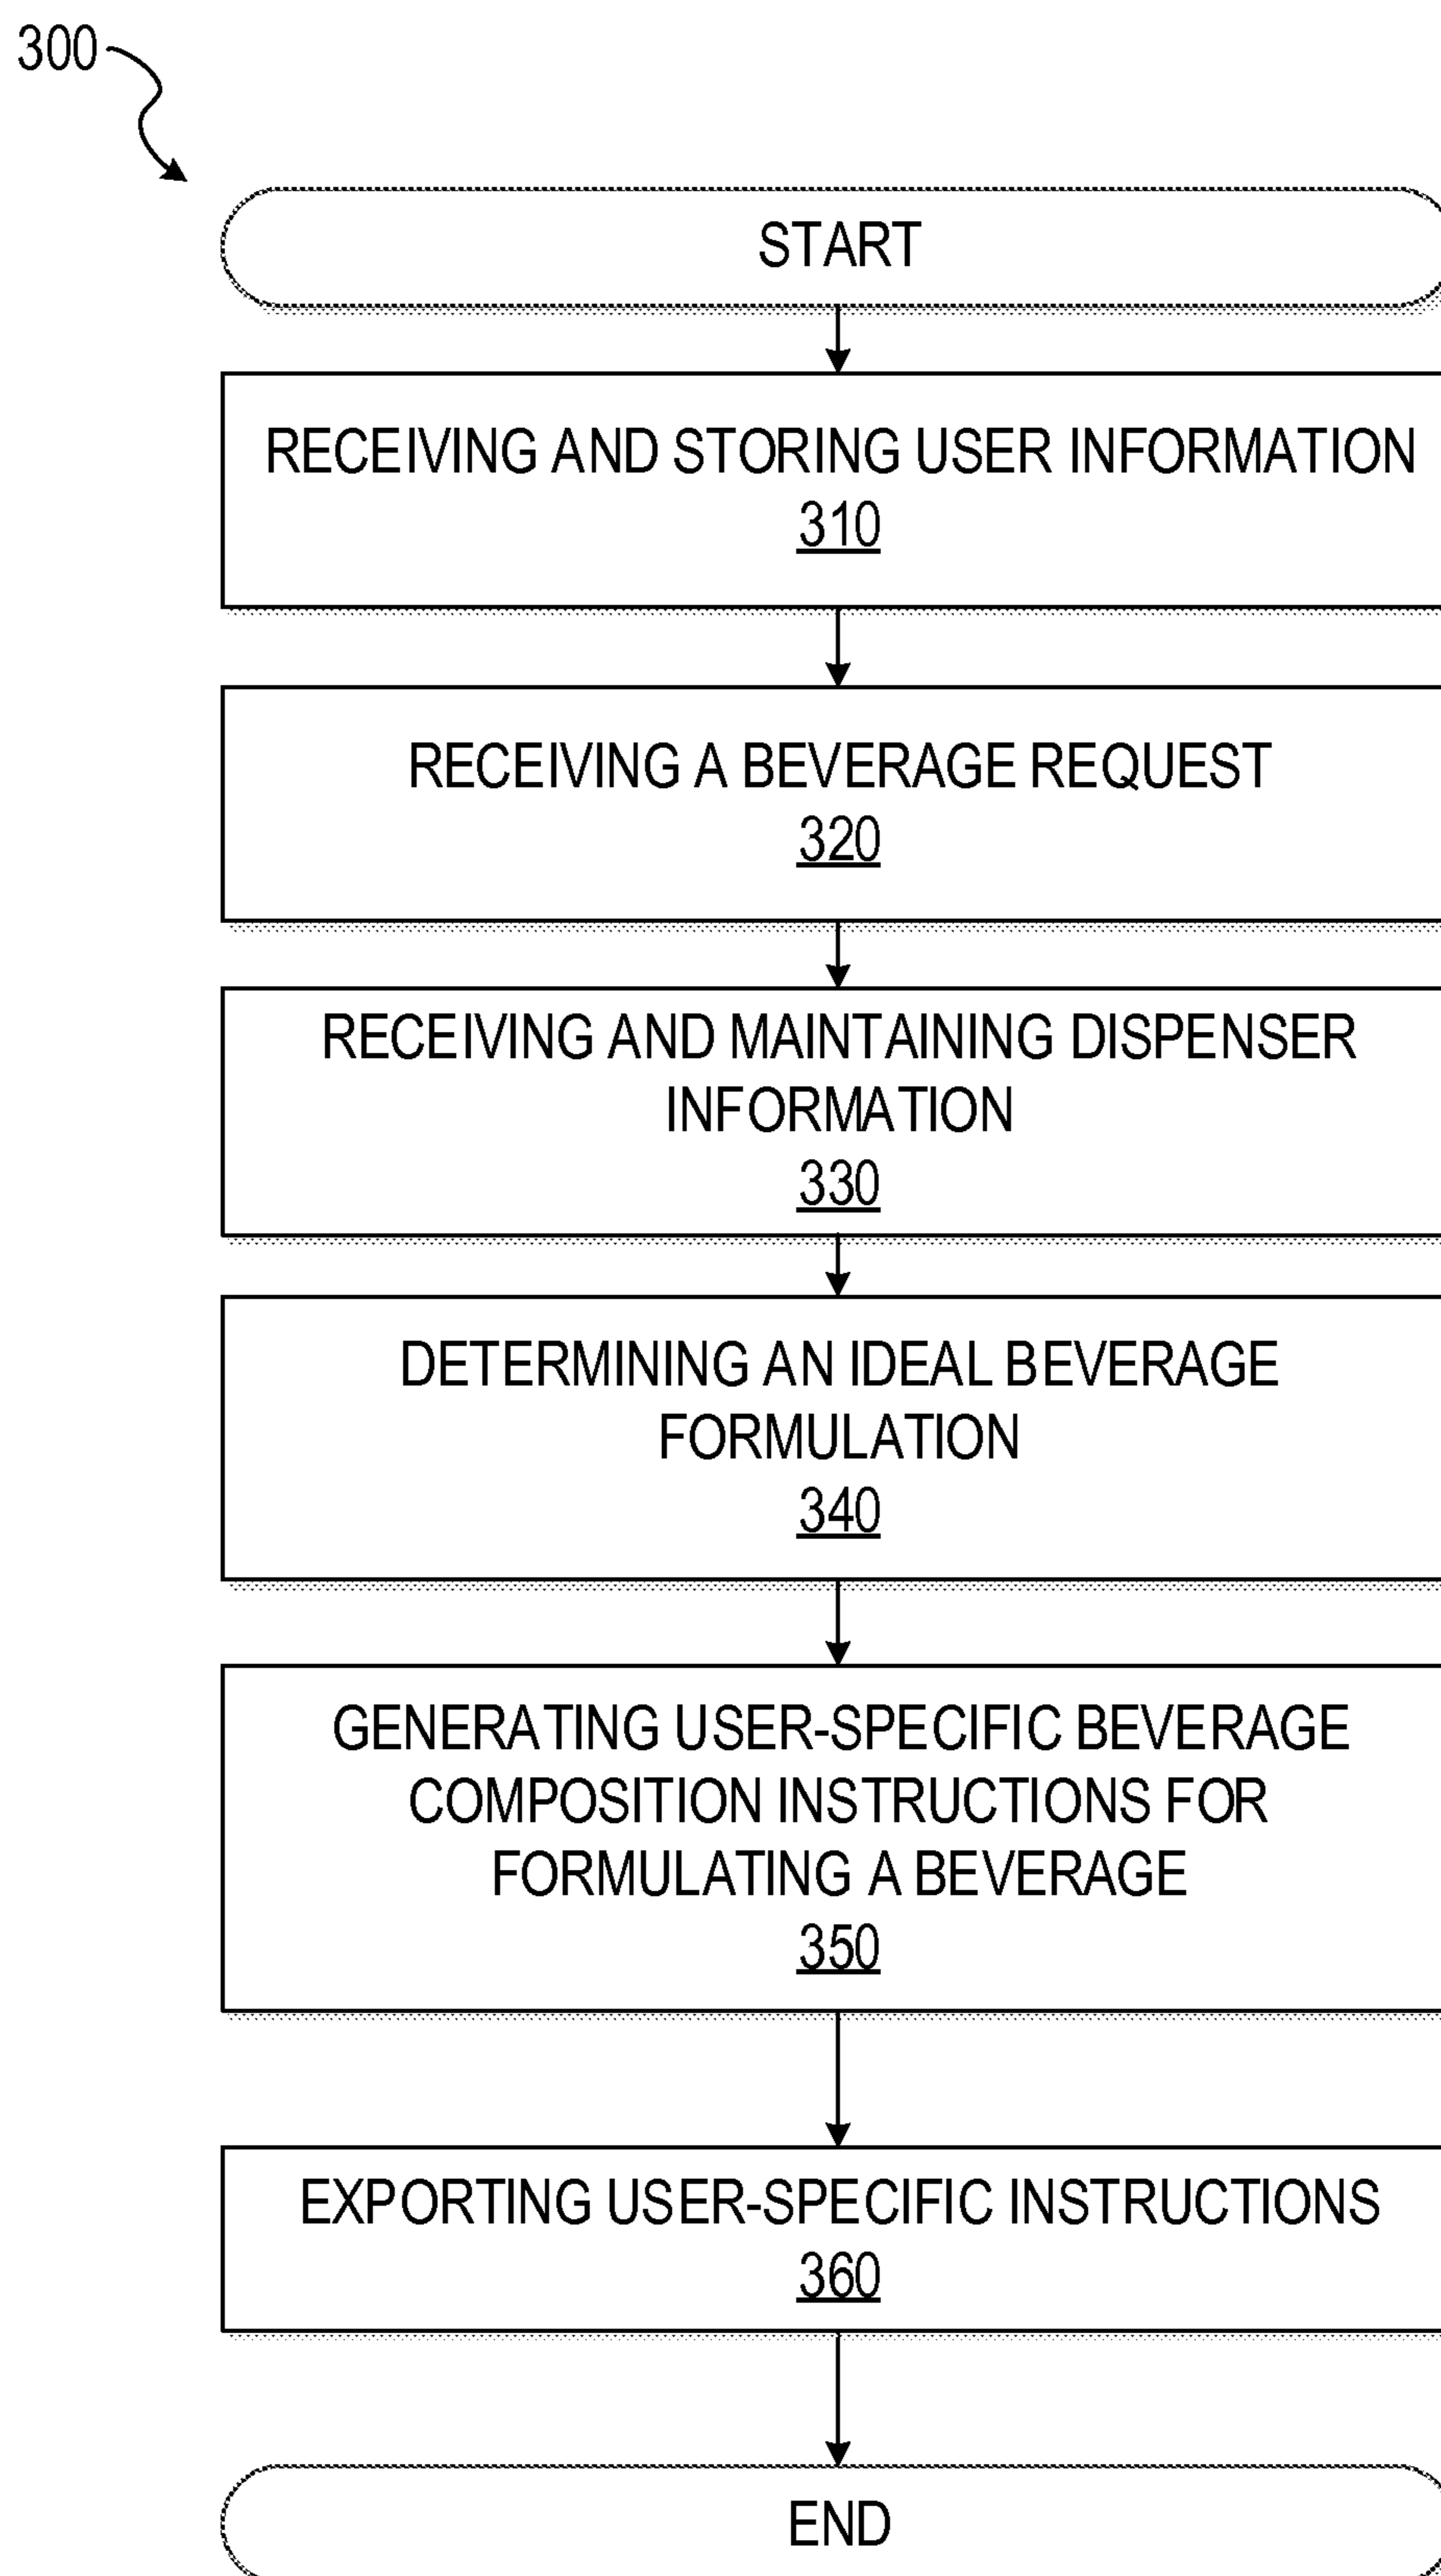 300
START
RECEIVING AND STORING USER INFORMATION
310
RECEIVING A BEVERAGE REQUEST
320
RECEIVING AND MAINTAINING DISPENSER
INFORMATION
330
DETERMINING AN IDEAL BEVERAGE
FORMULATION
340
GENERATING USER-SPECIFIC BEVERAGE
COMPOSITION INSTRUCTIONS FOR
FORMULATING A BEVERAGE
350
EXPORTING USER-SPECIFIC INSTRUCTIONS
360
END